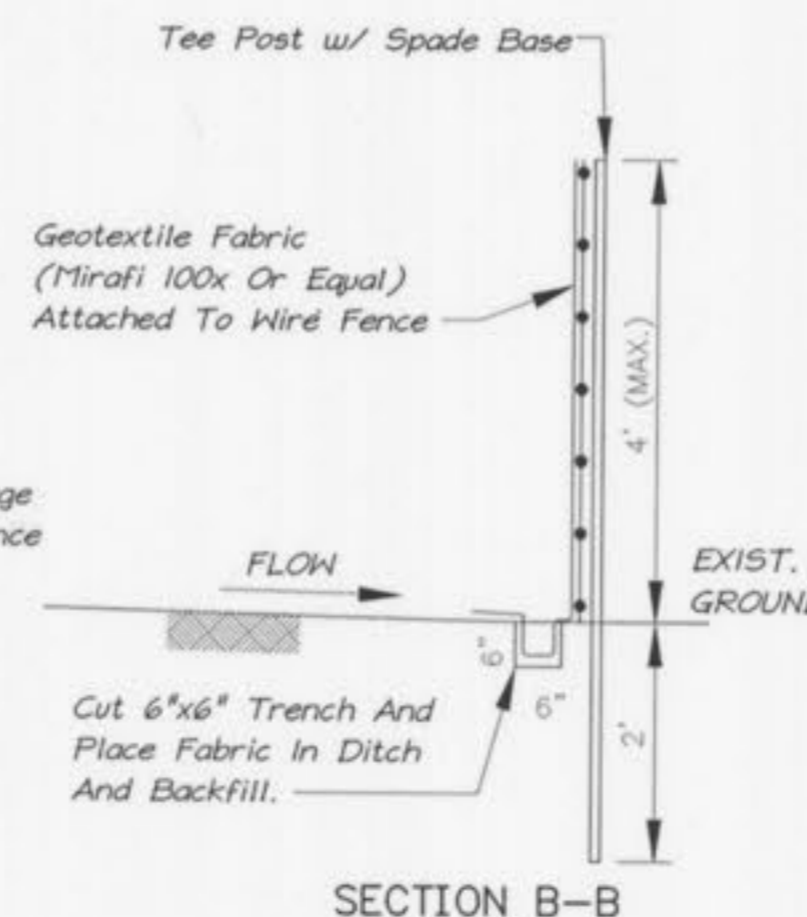 Tee Post w/ Spade Base
Geotextile Fabric
(Mirafi 100x Or Equal)
Attached To Wire Fence
4' (MAX.)
FLOW
EXIST.
6"
6"
2'
Cut 6"x6" Trench And
Place Fabric In Ditch
And Backfill.
SECTION B-B